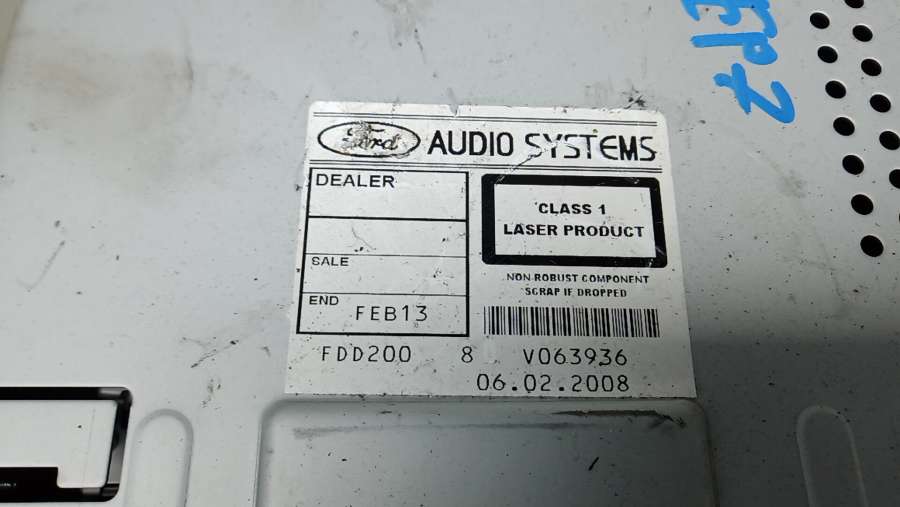 Ford AUDIO SYSTEMS
DEALER
CLASS 1
LASER PRODUCT
SALE
NON ROBUST COMPONENT
SCRAP IF DROPPED
END FEB13
FDD200 8 V063936
06.02.2008